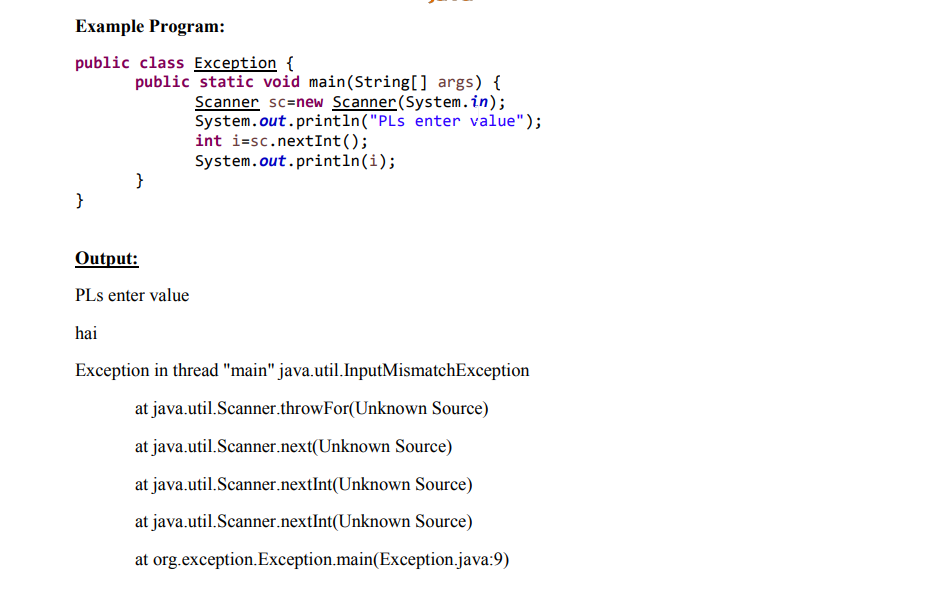 Example Program:
public class Exception {
public static void main(String[] args) {
Scanner sc=new Scanner(System.in);
System.out.println("PLs enter value");
int i=sc.nextInt();
System.out.println(i);
}
}
Output:
PLs enter value
hai
Exception in thread "main" java.util.InputMismatchException
at java.util.Scanner.throwFor(Unknown Source)
at java.util.Scanner.next(Unknown Source)
at java.util.Scanner.nextInt(Unknown Source)
at java.util.Scanner.nextInt(Unknown Source)
at org.exception.Exception.main(Exception.java:9)